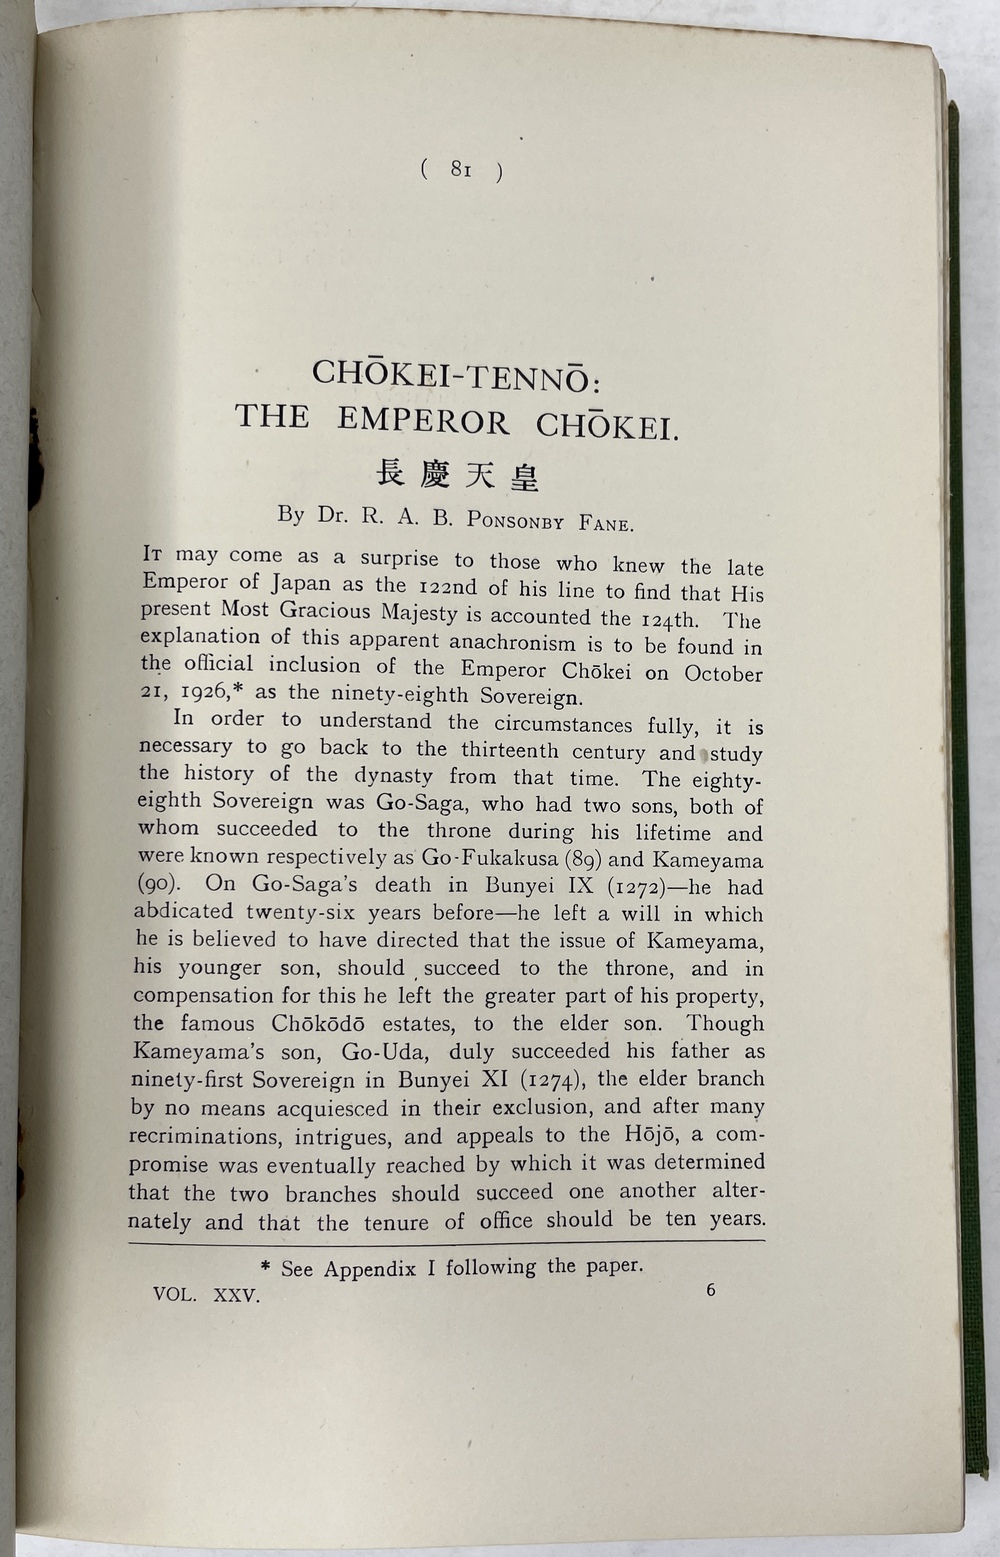 ( 81 )
CHŌKEI-TENNŌ:
THE EMPEROR CHŌKEI.
長慶天皇
By Dr. R. A. B. PONSONBY FANE.
IT may come as a surprise to those who knew the late
Emperor of Japan as the 122nd of his line to find that His
present Most Gracious Majesty is accounted the 124th. The
explanation of this apparent anachronism is to be found in
the official inclusion of the Emperor Chōkei on October
21, 1926,* as the ninety-eighth Sovereign.
In order to understand the circumstances fully, it is
necessary to go back to the thirteenth century and study
the history of the dynasty from that time. The eighty-
eighth Sovereign was Go-Saga, who had two sons, both of
whom succeeded to the throne during his lifetime and
were known respectively as Go-Fukakusa (89) and Kameyama
(90). On Go-Saga's death in Bunyei IX (1272)—he had
abdicated twenty-six years before—he left a will in which
he is believed to have directed that the issue of Kameyama,
his younger son, should succeed to the throne, and in
compensation for this he left the greater part of his property,
the famous Chōkōdō estates, to the elder son. Though
Kameyama's son, Go-Uda, duly succeeded his father as
ninety-first Sovereign in Bunyei XI (1274), the elder branch
by no means acquiesced in their exclusion, and after many
recriminations, intrigues, and appeals to the Hōjō, a com-
promise was eventually reached by which it was determined
that the two branches should succeed one another alter-
nately and that the tenure of office should be ten years.
* See Appendix I following the paper.
VOL. XXV. 6